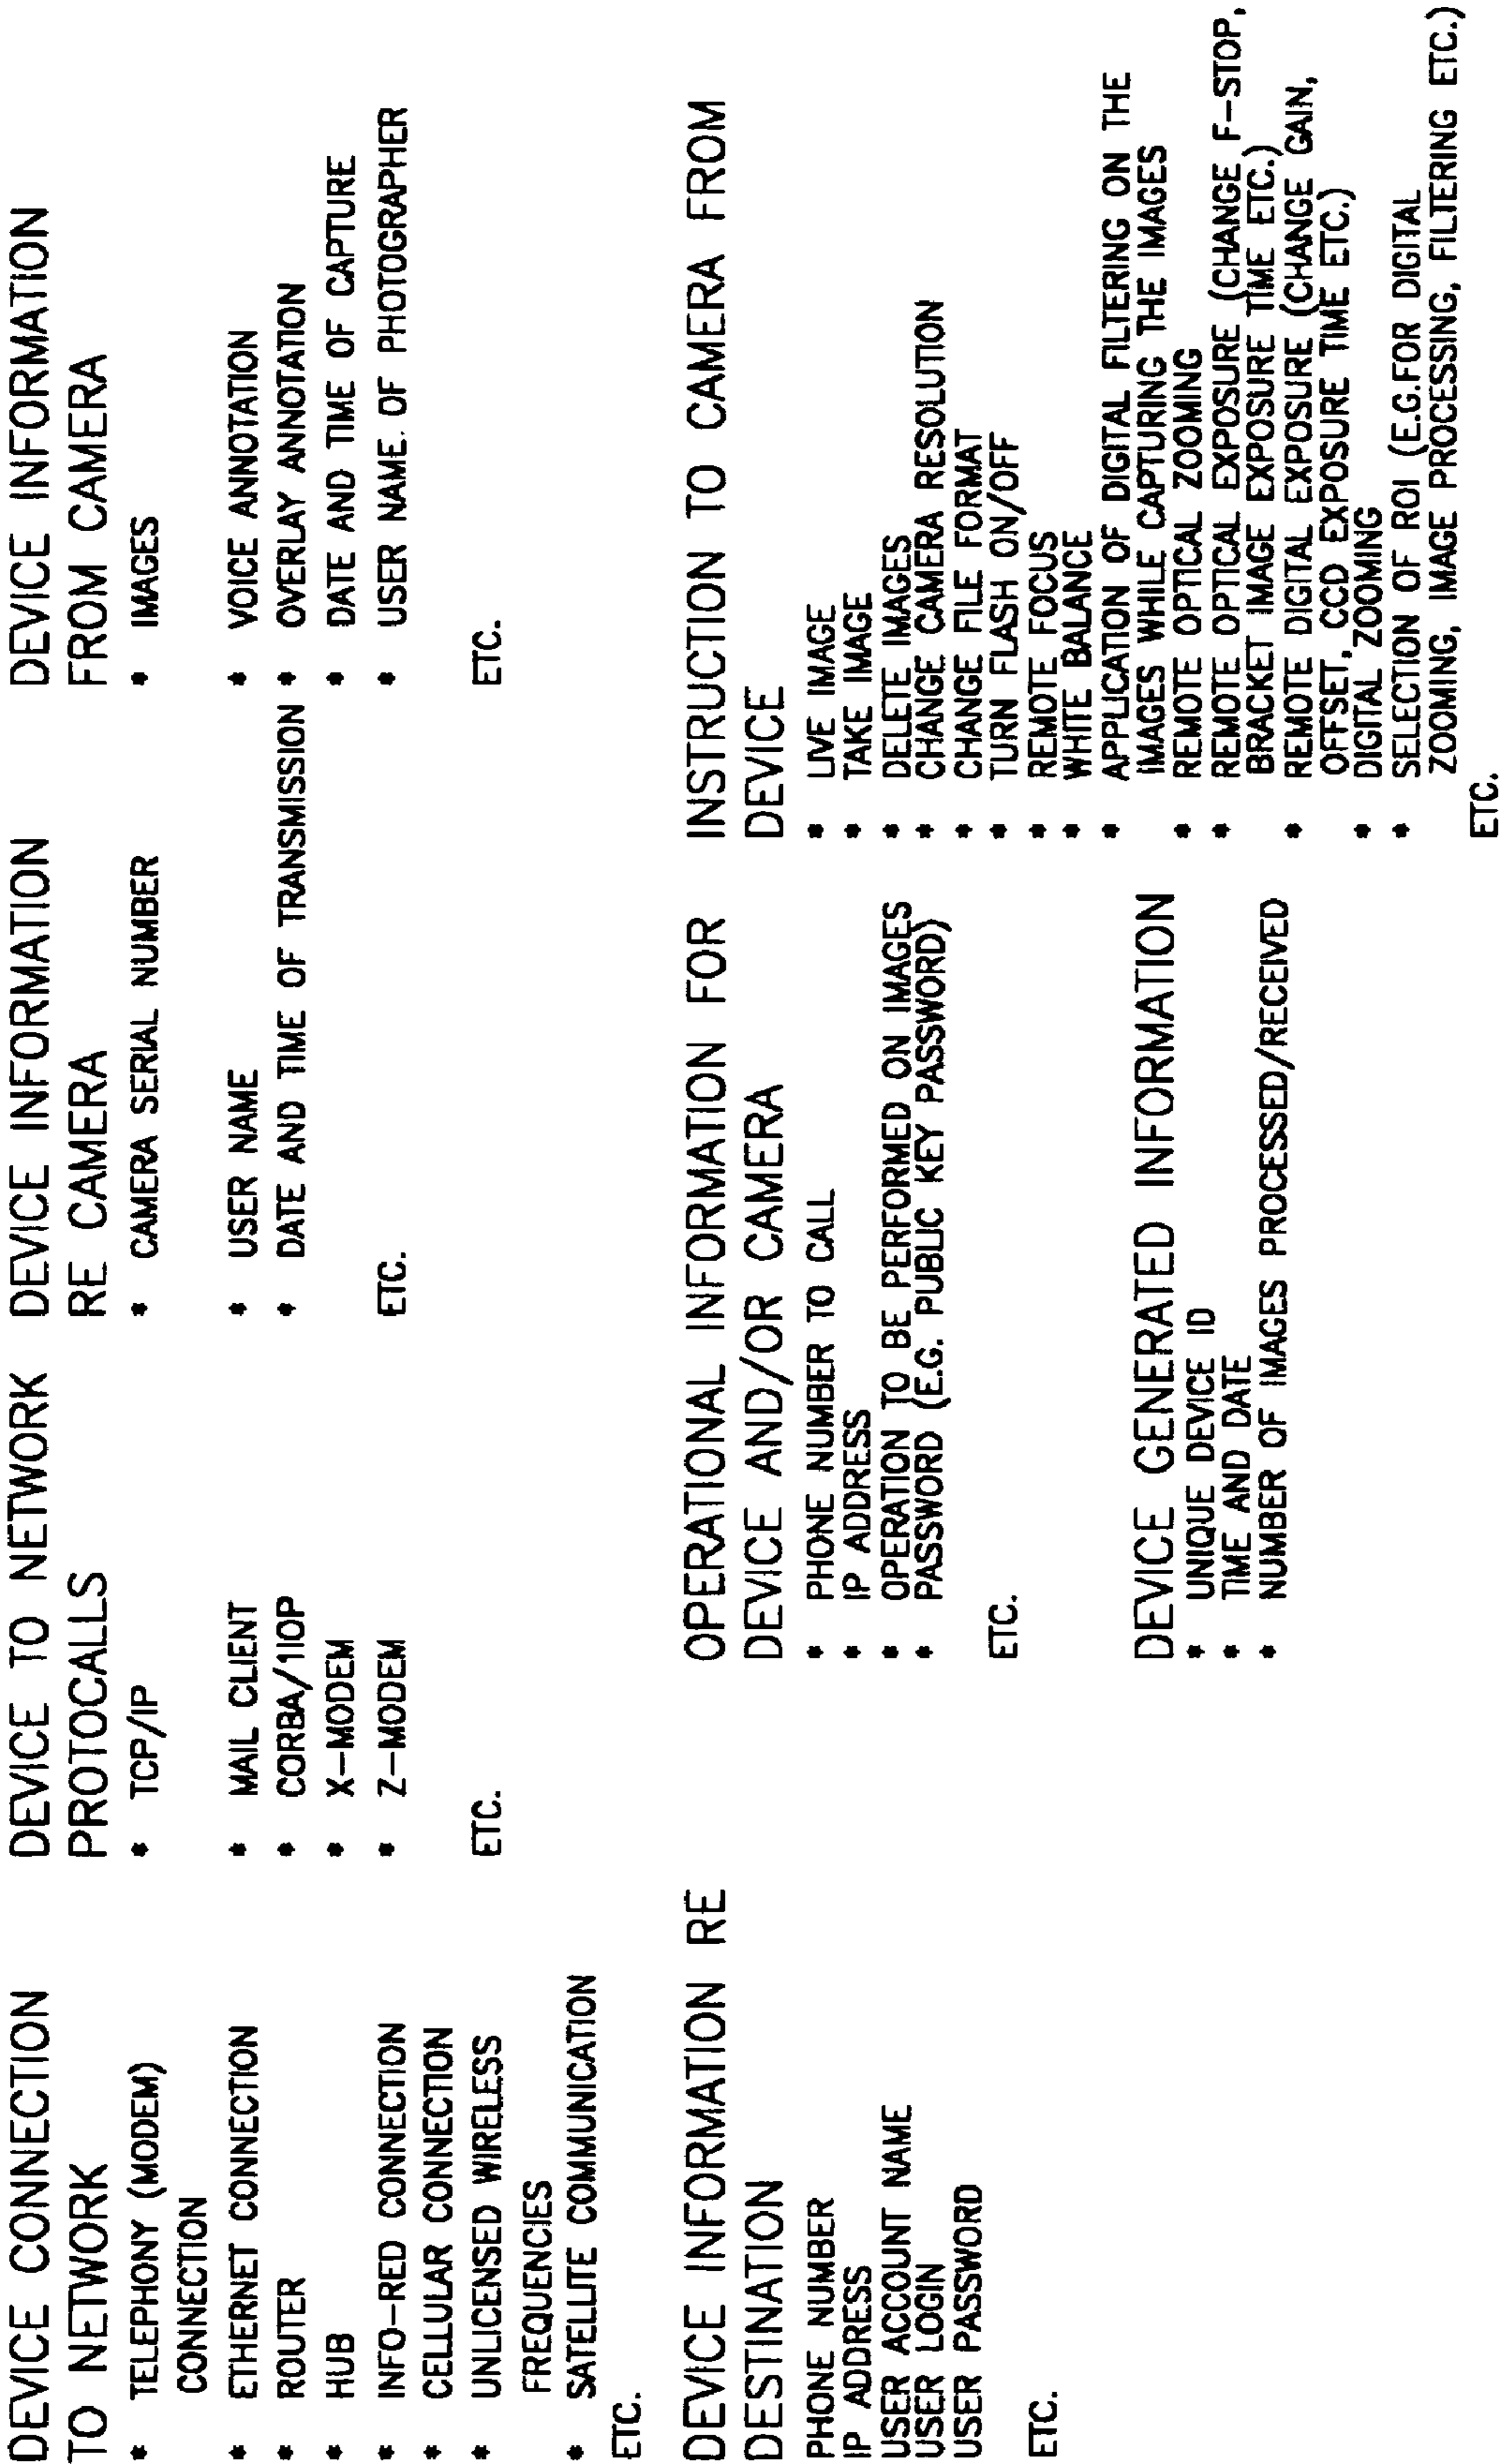 DEVICE CONNECTION
TO NETWORK
* TELEPHONY (MODEM)
CONNECTION
* ETHERNET CONNECTION
* ROUTER
* HUB
* INFO-RED CONNECTION
* CELLULAR CONNECTION
* UNLICENSED WIRELESS
FREQUENCIES
* SATELLITE COMMUNICATION
ETC.
DEVICE TO NETWORK
PROTOCALLS
* TCP/IP
* MAIL CLIENT
* CORBA/1IOP
* X-MODEM
* Z-MODEM
ETC.
DEVICE INFORMATION
RE CAMERA
* CAMERA SERIAL NUMBER
* USER NAME
* DATE AND TIME OF TRANSMISSION
ETC.
DEVICE INFORMATION
FROM CAMERA
* IMAGES
* VOICE ANNOTATION
* OVERLAY ANNOTATION
* DATE AND TIME OF CAPTURE
* USER NAME. OF PHOTOGRAPHER
ETC.
DEVICE INFORMATION RE
DESTINATION
PHONE NUMBER
IP ADDRESS
USER ACCOUNT NAME
USER LOGIN
USER PASSWORD
ETC.
OPERATIONAL INFORMATION FOR
DEVICE AND/OR CAMERA
* PHONE NUMBER TO CALL
* IP ADDRESS
* OPERATION TO BE PERFORMED ON IMAGES
* PASSWORD (E.G. PUBLIC KEY PASSWORD)
ETC.
DEVICE GENERATED INFORMATION
* UNIQUE DEVICE ID
* TIME AND DATE
* NUMBER OF IMAGES PROCESSED/RECEIVED
INSTRUCTION TO CAMERA FROM
DEVICE
* LIVE IMAGE
* TAKE IMAGE
* DELETE IMAGES
* CHANGE CAMERA RESOLUTION
* CHANGE FILE FORMAT
* TURN FLASH ON/OFF
* REMOTE FOCUS
* WHITE BALANCE
* APPLICATION OF DIGITAL FILTERING ON THE
IMAGES WHILE CAPTURING THE IMAGES
* REMOTE OPTICAL ZOOMING
* REMOTE OPTICAL EXPOSURE (CHANGE F-STOP,
BRACKET IMAGE EXPOSURE TIME ETC.)
* REMOTE DIGITAL EXPOSURE (CHANGE GAIN,
OFFSET, CCD EXPOSURE TIME ETC.)
* DIGITAL ZOOMING
* SELECTION OF ROI (E.G.FOR DIGITAL
ZOOMING, IMAGE PROCESSING, FILTERING ETC.)
ETC.